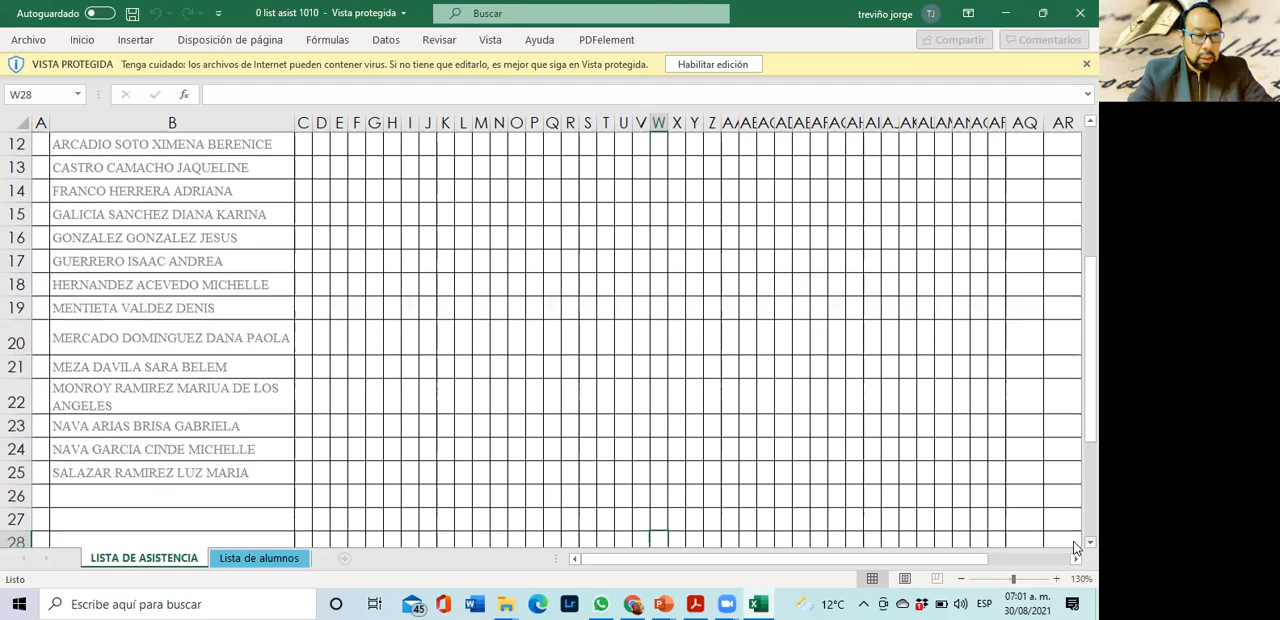 Autoguardado 0 list asist 1010 - Vista protegida Buscar treviño jorge TJ
Archivo Inicio Insertar Disposición de página Fórmulas Datos Revisar Vista Ayuda PDFelement Compartir Comentarios
VISTA PROTEGIDA Tenga cuidado: los archivos de Internet pueden contener virus. Si no tiene que editarlo, es mejor que siga en Vista protegida. Habilitar edición
W28 fx
A B C D E F G H I J K L M N O P Q R S T U V W X Y Z AQ AR
12 ARCADIO SOTO XIMENA BERENICE
13 CASTRO CAMACHO JAQUELINE
14 FRANCO HERRERA ADRIANA
15 GALICIA SANCHEZ DIANA KARINA
16 GONZALEZ GONZALEZ JESUS
17 GUERRERO ISAAC ANDREA
18 HERNANDEZ ACEVEDO MICHELLE
19 MENTIETA VALDEZ DENIS
20 MERCADO DOMINGUEZ DANA PAOLA
21 MEZA DAVILA SARA BELEM
22 MONROY RAMIREZ MARIUA DE LOS
ANGELES
23 NAVA ARIAS BRISA GABRIELA
24 NAVA GARCIA CINDE MICHELLE
25 SALAZAR RAMIREZ LUZ MARIA
26
27
28
LISTA DE ASISTENCIA Lista de alumnos
Listo 130%
Escribe aquí para buscar 45 12°C ESP 07:01 a. m.
30/08/2021